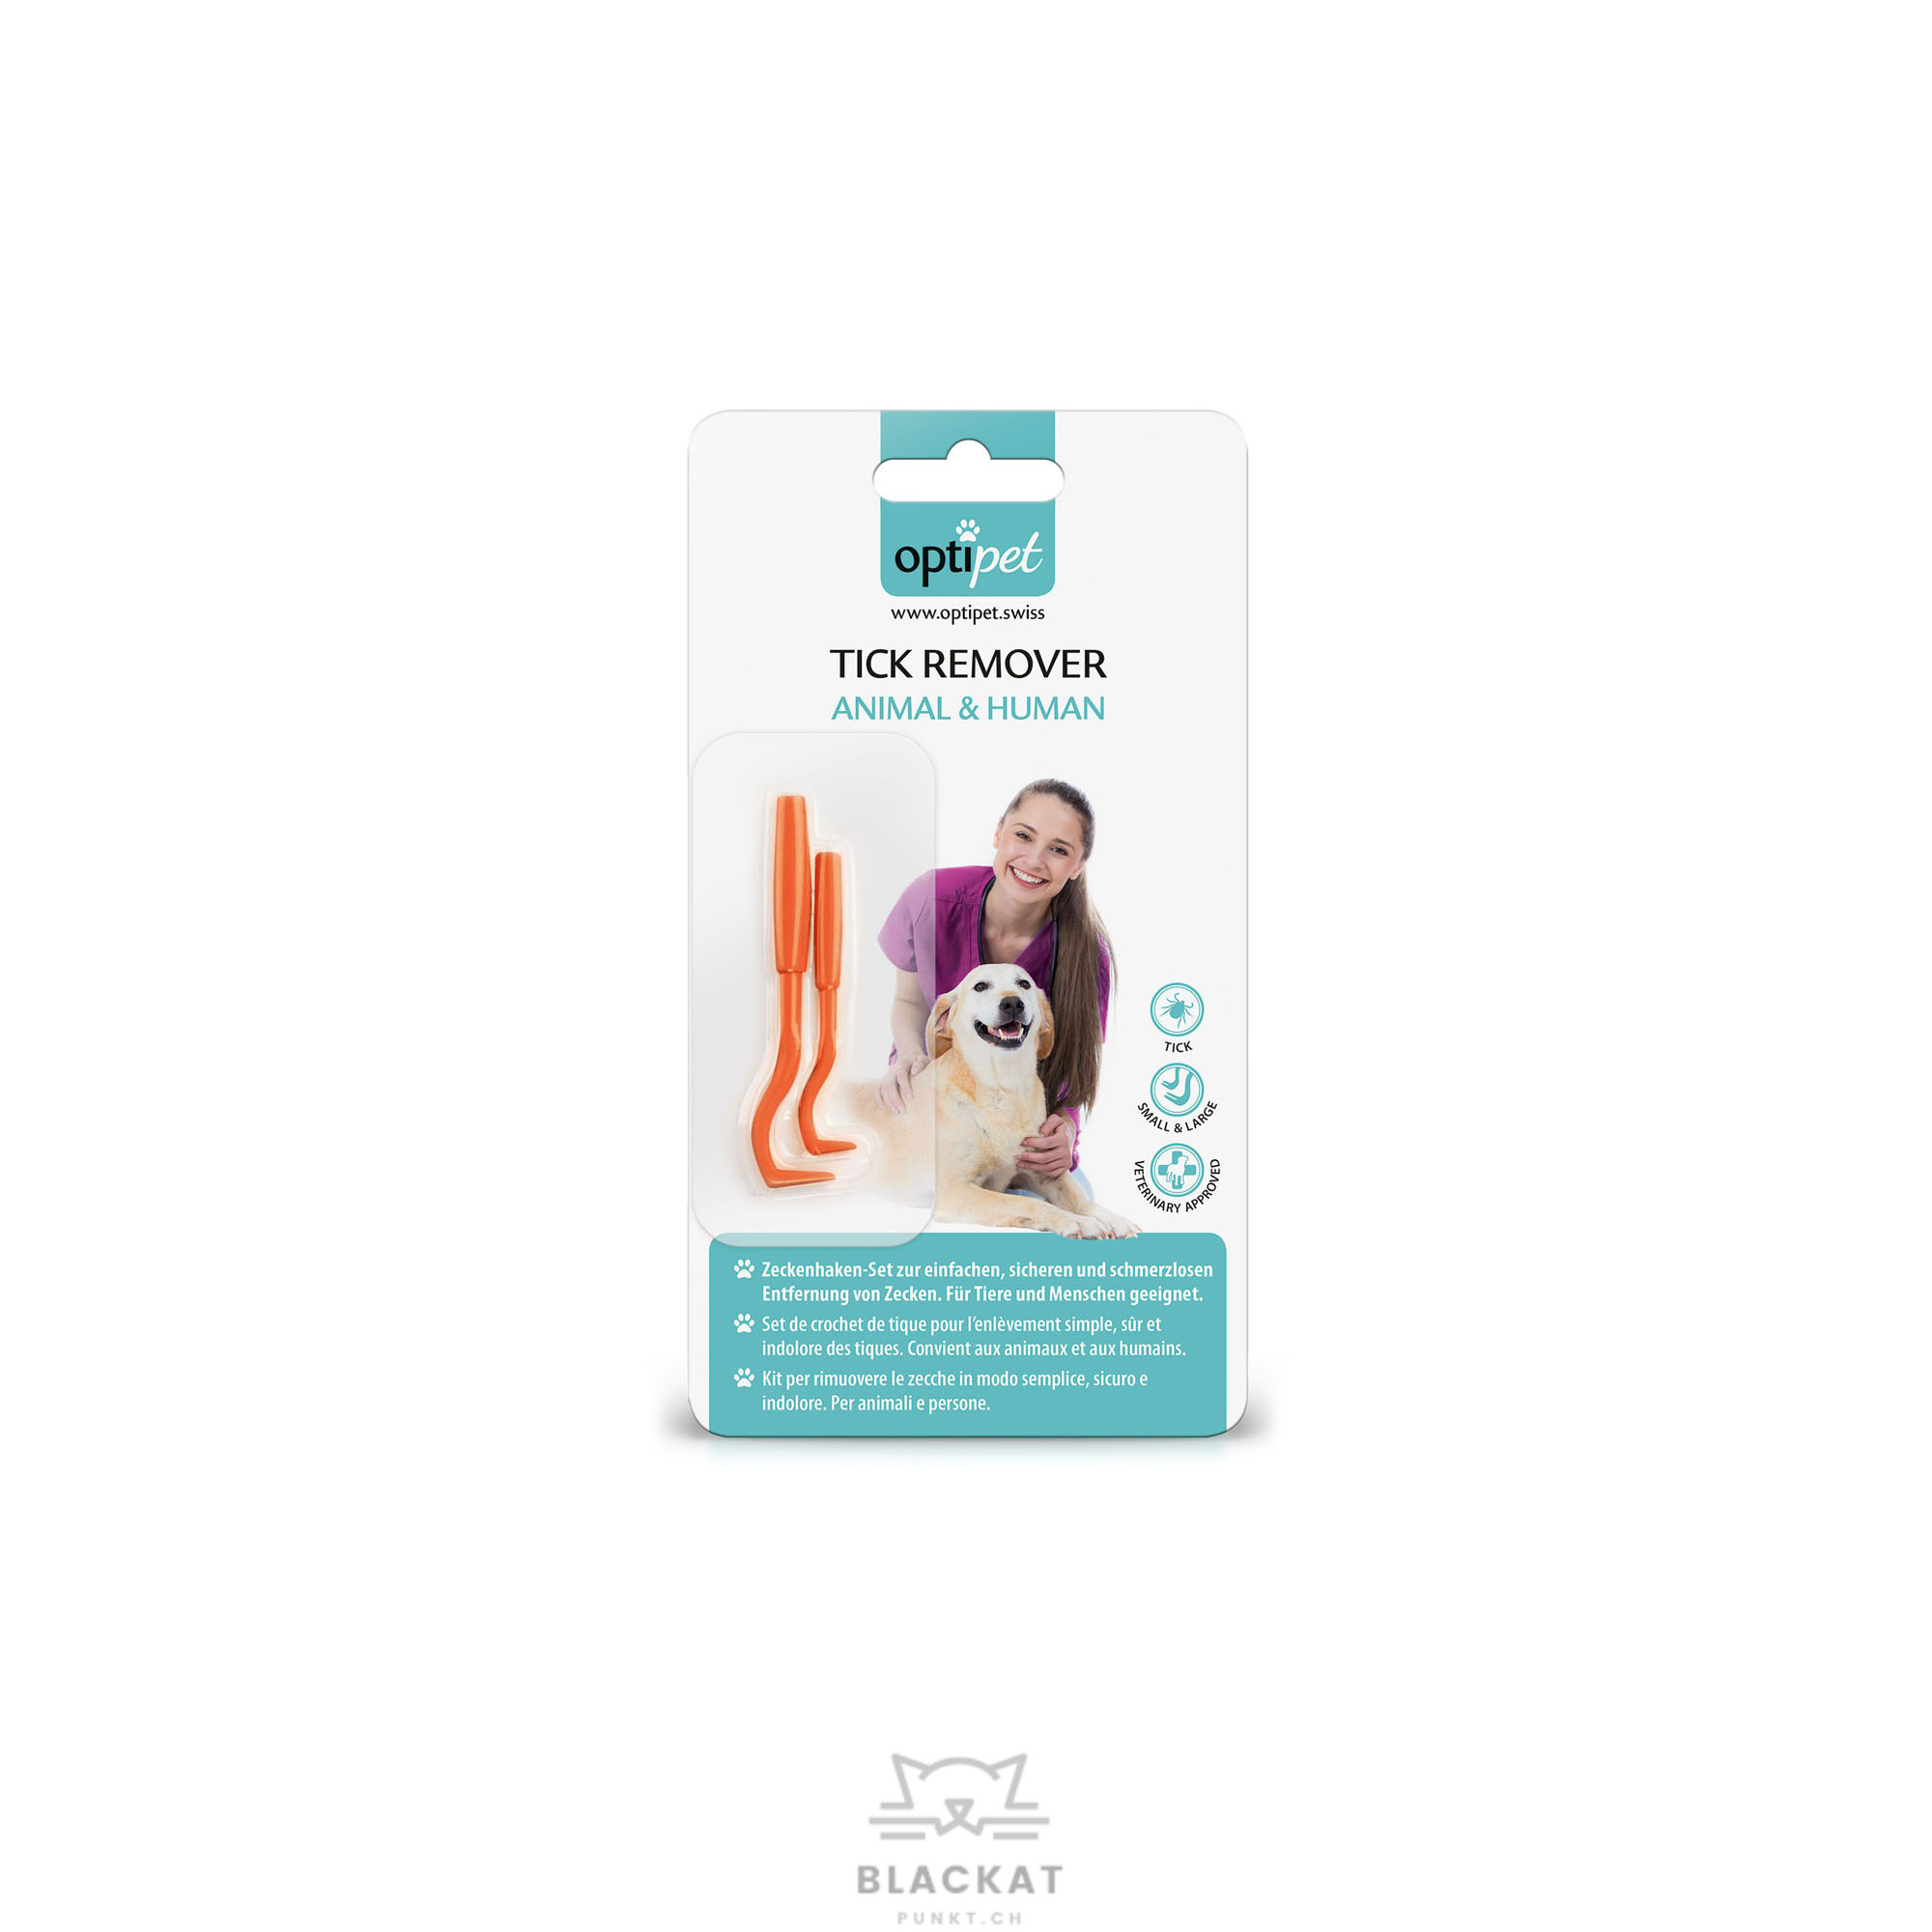 optipet
www.optipet.swiss
TICK REMOVER
ANIMAL & HUMAN
TICK
SMALL & LARGE
VETERINARY APPROVED
Zeckenhaken-Set zur einfachen, sicheren und schmerzlosen
Entfernung von Zecken. Für Tiere und Menschen geeignet.
Set de crochet de tique pour l'enlèvement simple, sûr et
indolore des tiques. Convient aux animaux et aux humains.
Kit per rimuovere le zecche in modo semplice, sicuro e
indolore. Per animali e persone.
BLACKAT
PUNKT.CH